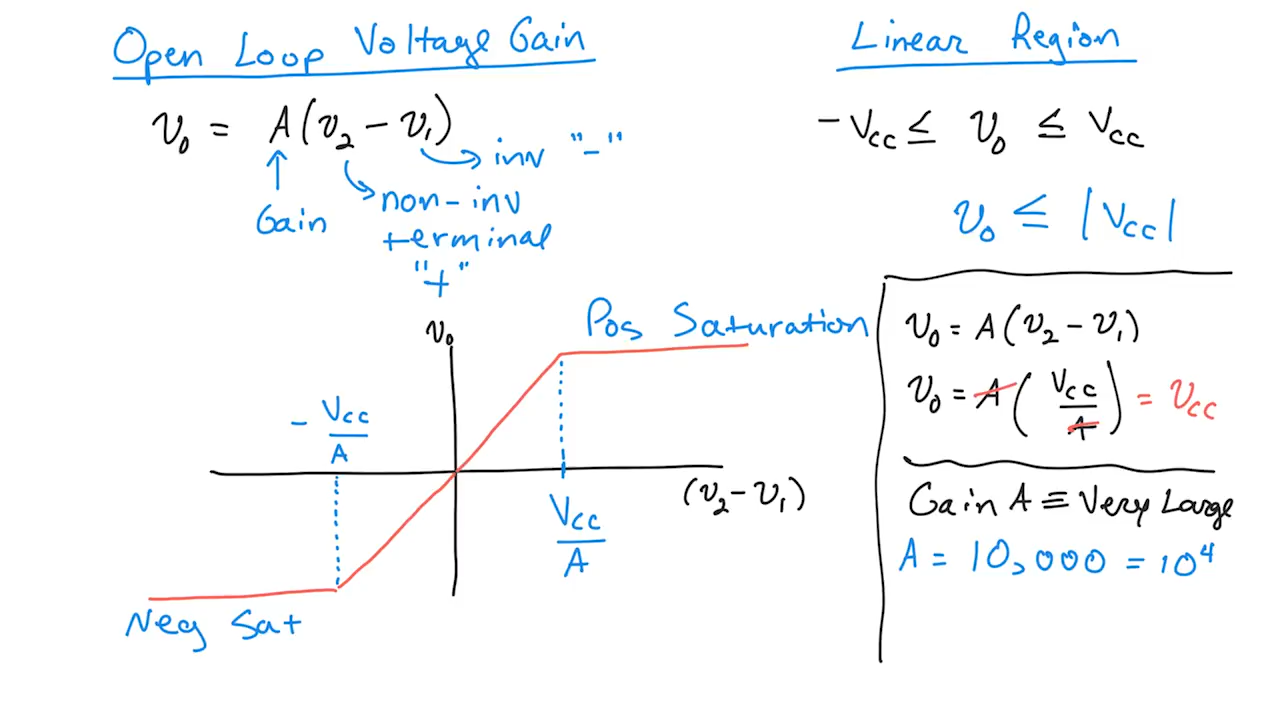 Open Loop Voltage Gain
v₀ = A(v₂ − v₁)
inv "-"
non-inv
terminal
"+"
Gain
Linear Region
−Vcc ≤ v₀ ≤ Vcc
v₀ ≤ |Vcc|
v₀
Pos Saturation
− Vcc/A
(v₂ − v₁)
Vcc/A
Neg Sat
v₀ = A(v₂ − v₁)
v₀ = A(Vcc/A) = Vcc
Gain A ≡ Very Large
A = 10,000 = 10⁴